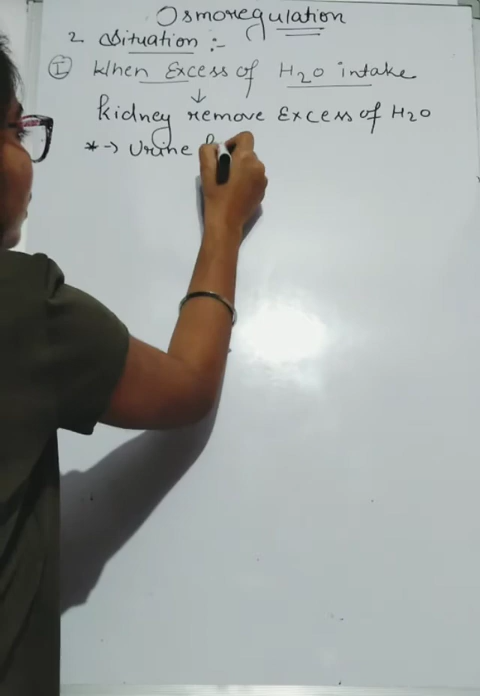 Osmoregulation
2 Situation :-
(I) When Excess of H2O intake
↓
kidney remove Excess of H2O
* → Urine